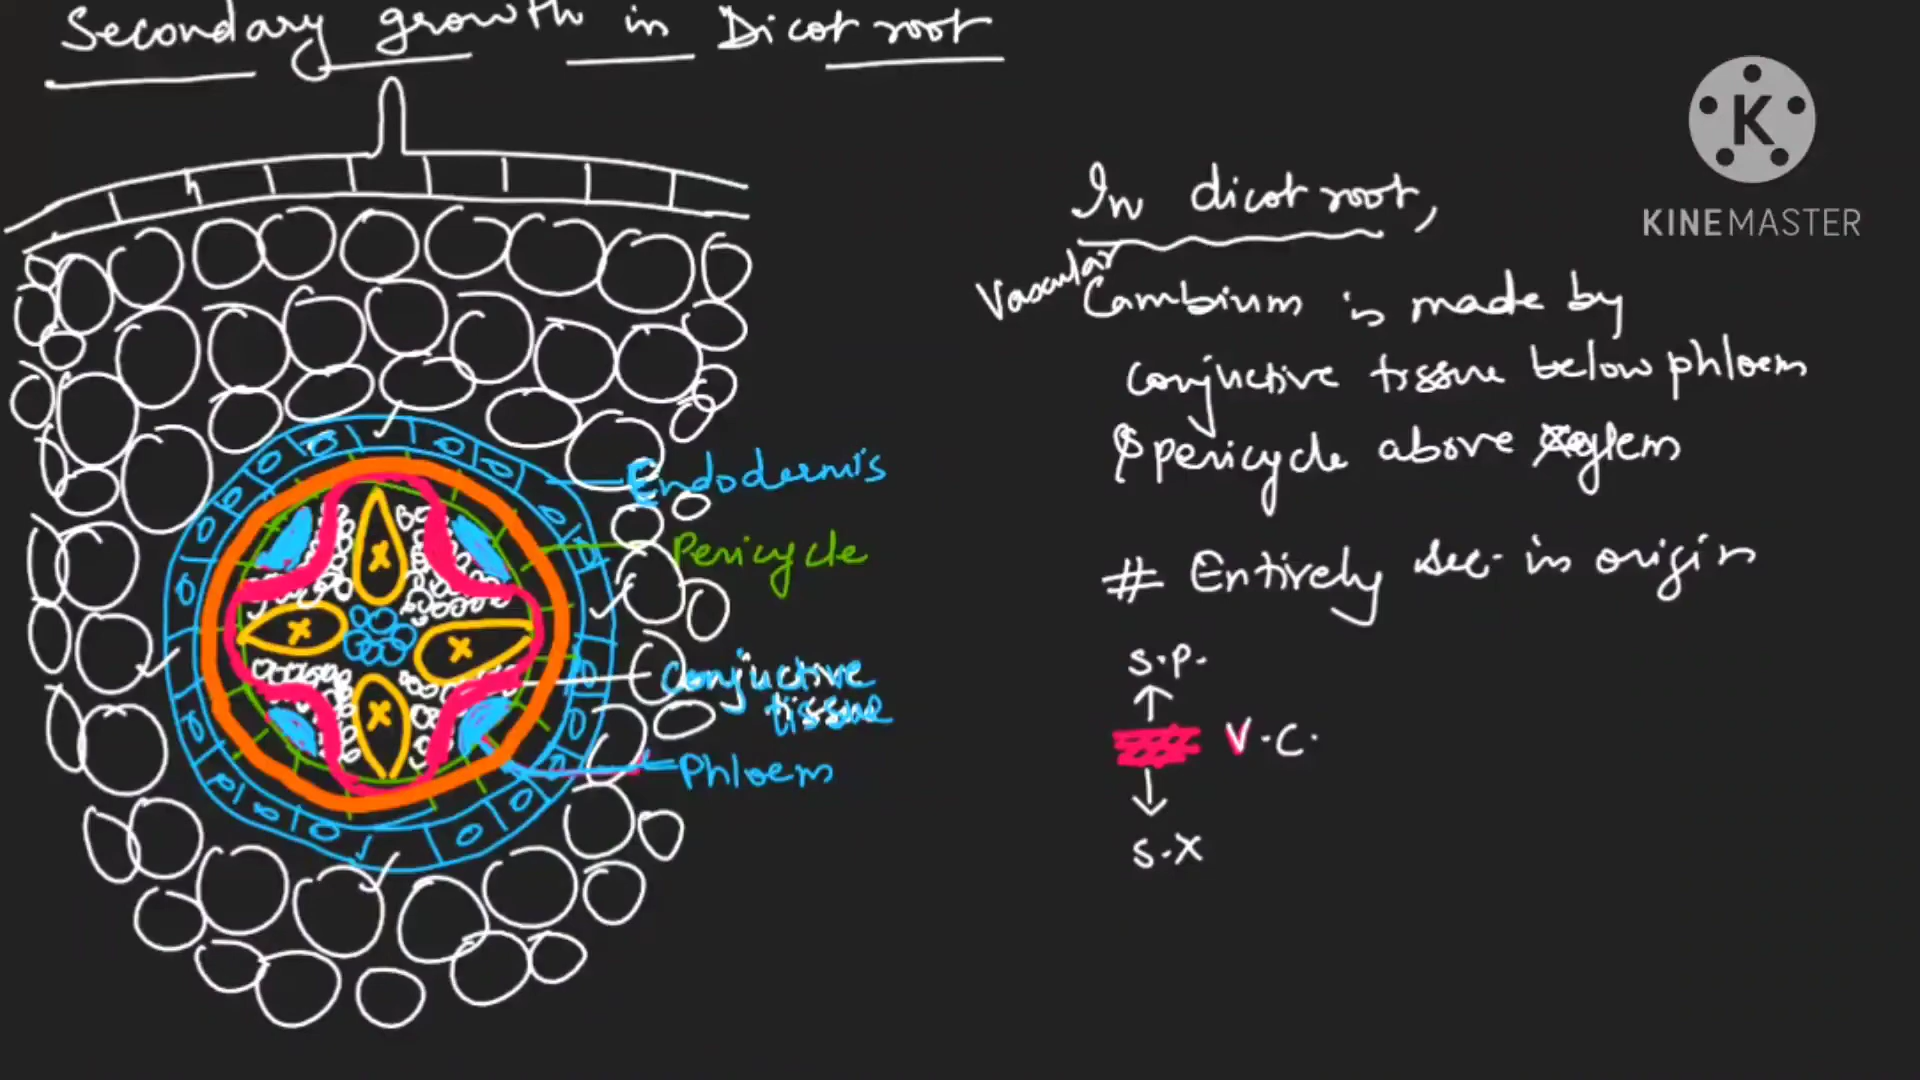 Secondary growth in Dicot root
K
KINEMASTER
In dicot root,
Vascular
Cambium is made by
conjuctive tissue below phloem
& pericycle above xylem
# Entirely sec. in origin
S.P.
V.C.
S.X
Endodermis
Pericycle
Conjuctive
tissue
Phloem
x
x
x
x